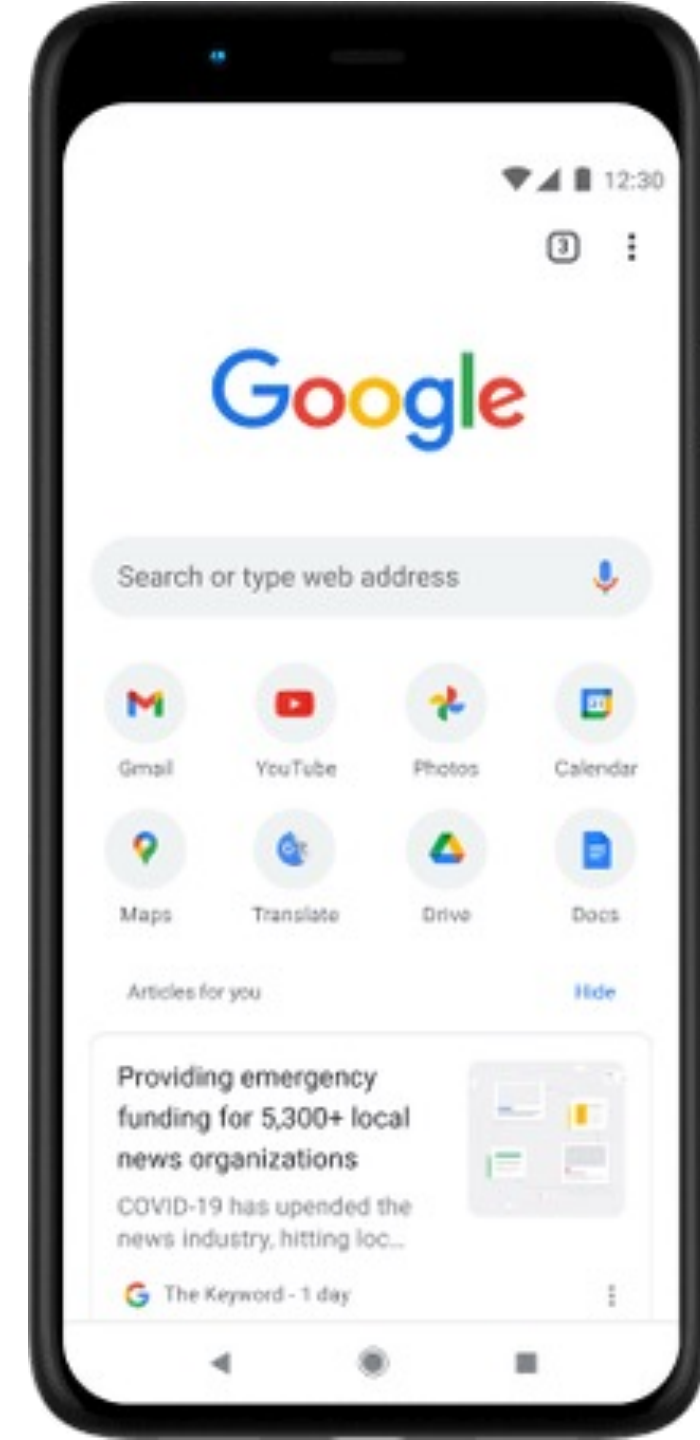 12:30
3
Google
Search or type web address
Gmail YouTube Photos Calendar
Maps Translate Drive Docs
Articles for you Hide
Providing emergency
funding for 5,300+ local
news organizations
COVID-19 has upended the
news industry, hitting loc...
G The Keyword - 1 day